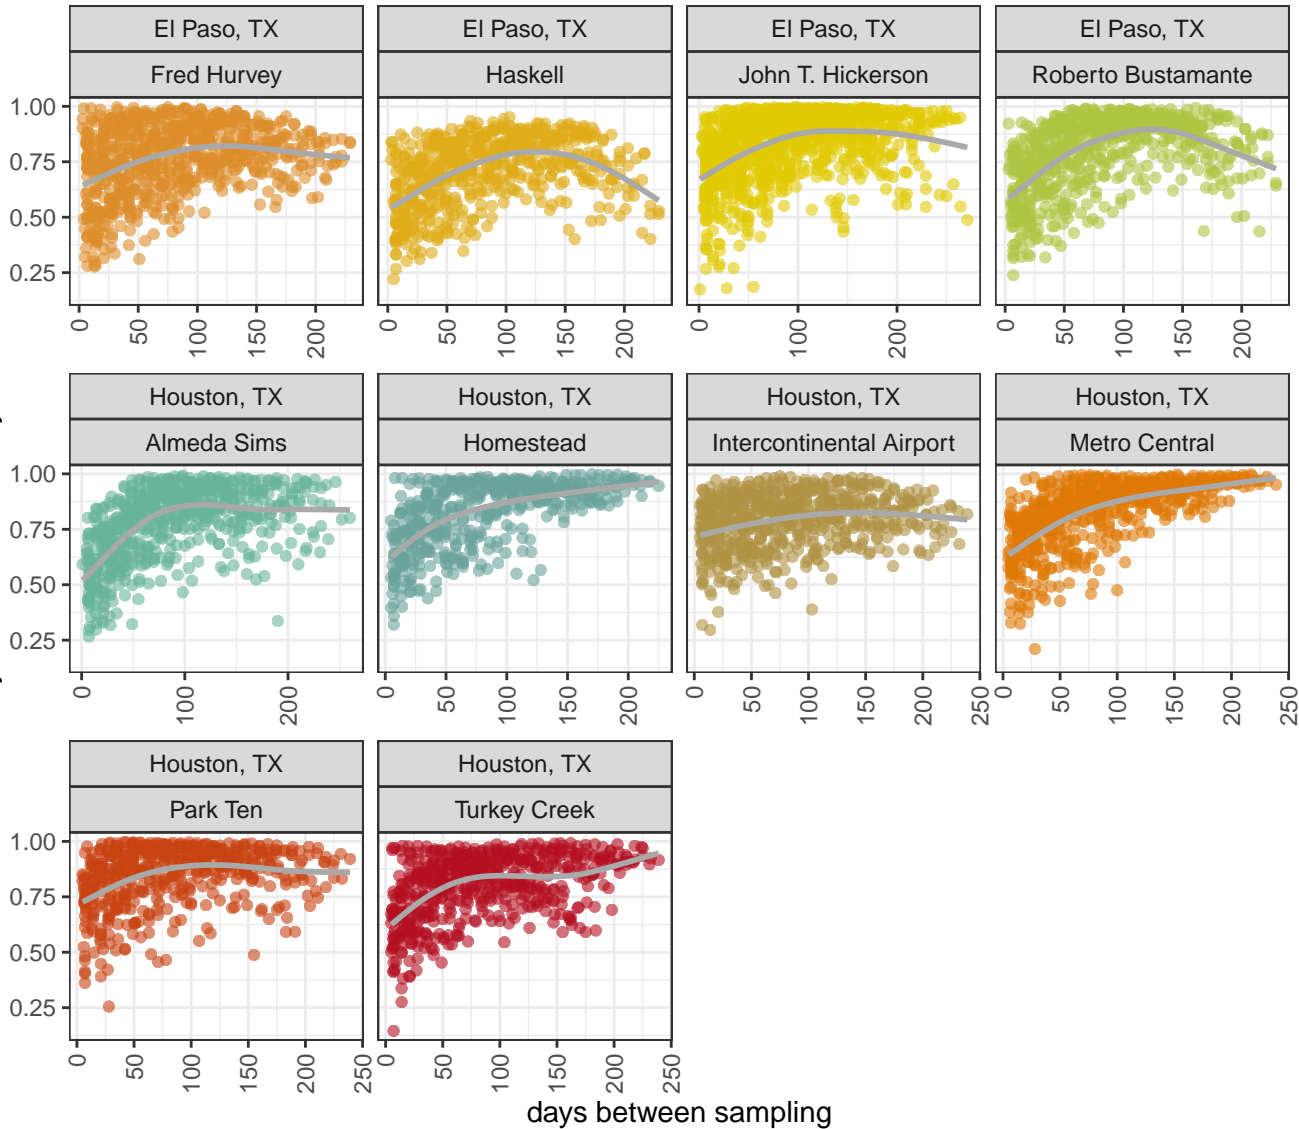 El Paso, TX El Paso, TX El Paso, TX El Paso, TX
Fred Hurvey Haskell John T. Hickerson Roberto Bustamante
1.00
0.75
0.50
0.25
0 50 100 150 200 0 50 100 150 200 0 100 200 0 50 100 150 200
Houston, TX Houston, TX Houston, TX Houston, TX
Almeda Sims Homestead Intercontinental Airport Metro Central
1.00
0.75
0.50
0.25
0 100 200 0 50 100 150 200 0 50 100 150 200 250 0 50 100 150 200 250
Houston, TX Houston, TX
Park Ten Turkey Creek
1.00
0.75
0.50
0.25
0 50 100 150 200 250 0 50 100 150 200 250
days between sampling